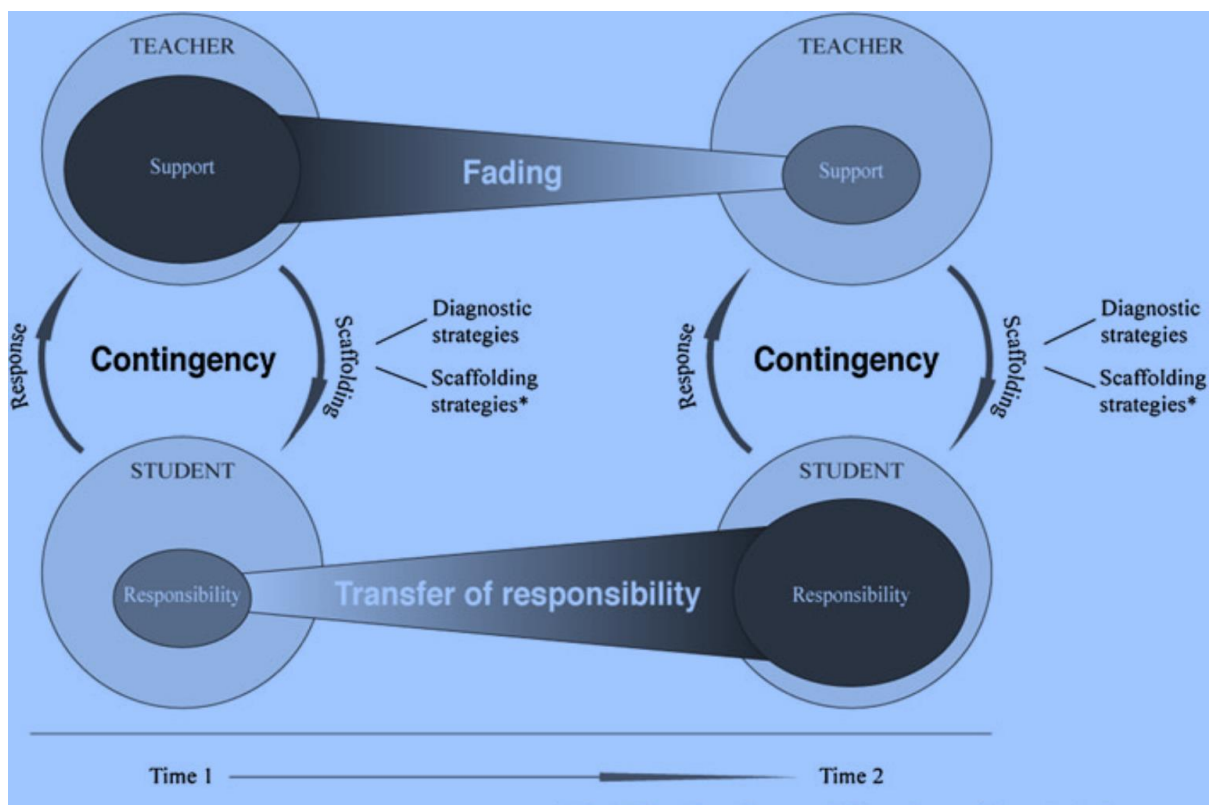 TEACHER
TEACHER
Support
Fading
Support
Response
Contingency
Scaffolding
Diagnostic
strategies
Scaffolding
strategies*
Response
Contingency
Scaffolding
Diagnostic
strategies
Scaffolding
strategies*
STUDENT
STUDENT
Responsibility
Transfer of responsibility
Responsibility
Time 1
Time 2